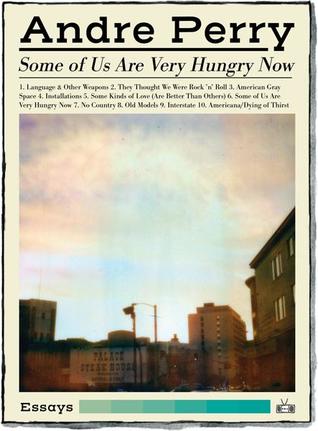 Andre Perry
Some of Us Are Very Hungry Now
1. Language & Other Weapons 2. They Thought We Were Rock 'n' Roll 3. American Gray
Space 4. Installations 5. Some Kinds of Love (Are Better Than Others) 6. Some of Us Are
Very Hungry Now 7. No Country 8. Old Models 9. Interstate 10. Americana/Dying of Thirst
PALACE
STEAK HOUSE
Essays